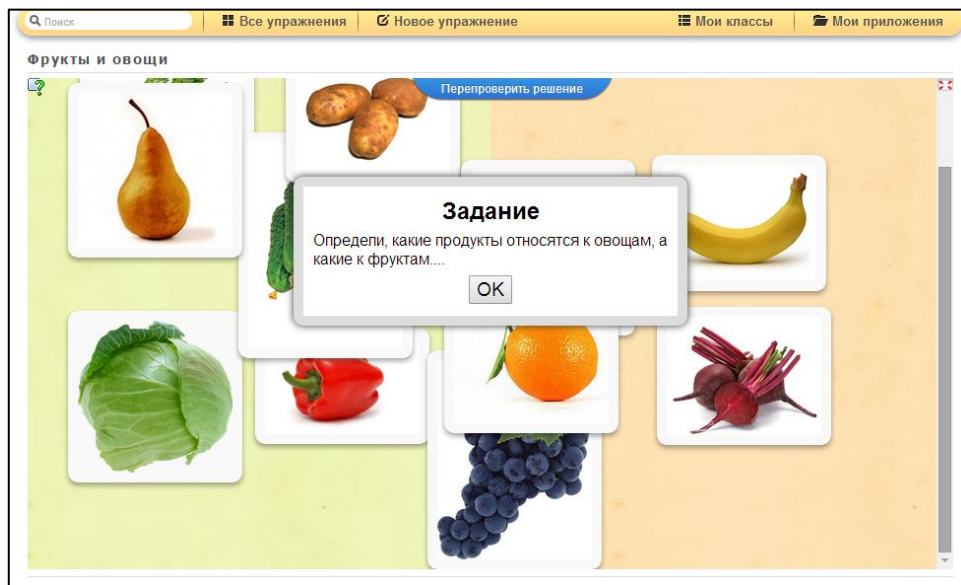 Поиск
Все упражнения
Новое упражнение
Мои классы
Мои приложения
Фрукты и овощи
Перепроверить решение
Задание
Определи, какие продукты относятся к овощам, а
какие к фруктам....
OK